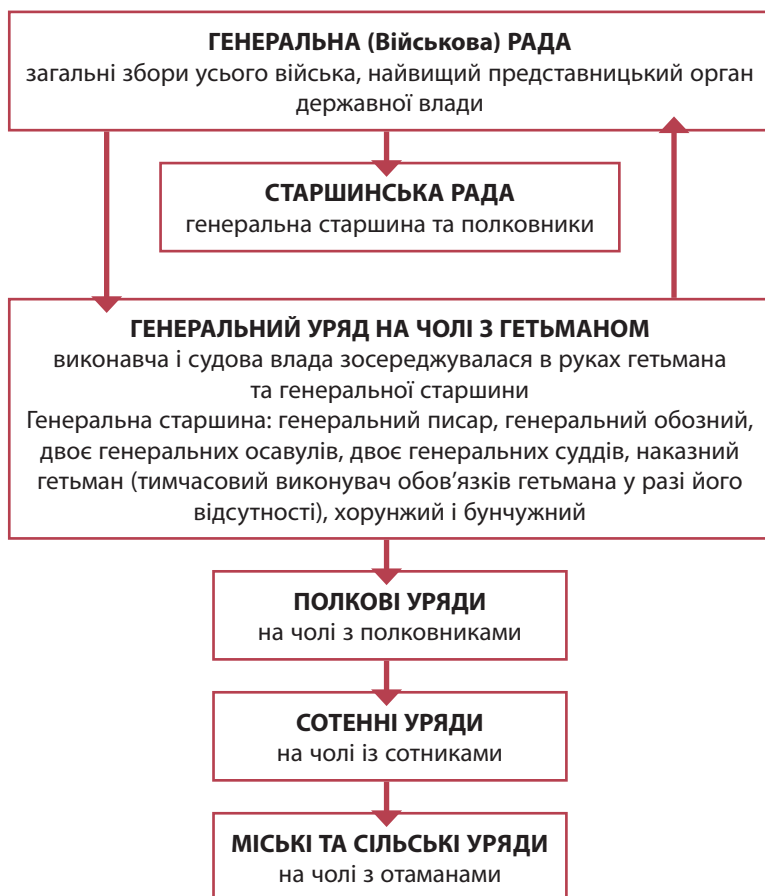 ГЕНЕРАЛЬНА (Військова) РАДА
загальні збори усього війська, найвищий представницький орган
державної влади
СТАРШИНСЬКА РАДА
генеральна старшина та полковники
ГЕНЕРАЛЬНИЙ УРЯД НА ЧОЛІ З ГЕТЬМАНОМ
виконавча і судова влада зосереджувалася в руках гетьмана
та генеральної старшини
Генеральна старшина: генеральний писар, генеральний обозний,
двоє генеральних осавулів, двоє генеральних суддів, наказний
гетьман (тимчасовий виконувач обов’язків гетьмана у разі його
відсутності), хорунжий і бунчужний
ПОЛКОВІ УРЯДИ
на чолі з полковниками
СОТЕННІ УРЯДИ
на чолі із сотниками
МІСЬКІ ТА СІЛЬСЬКІ УРЯДИ
на чолі з отаманами